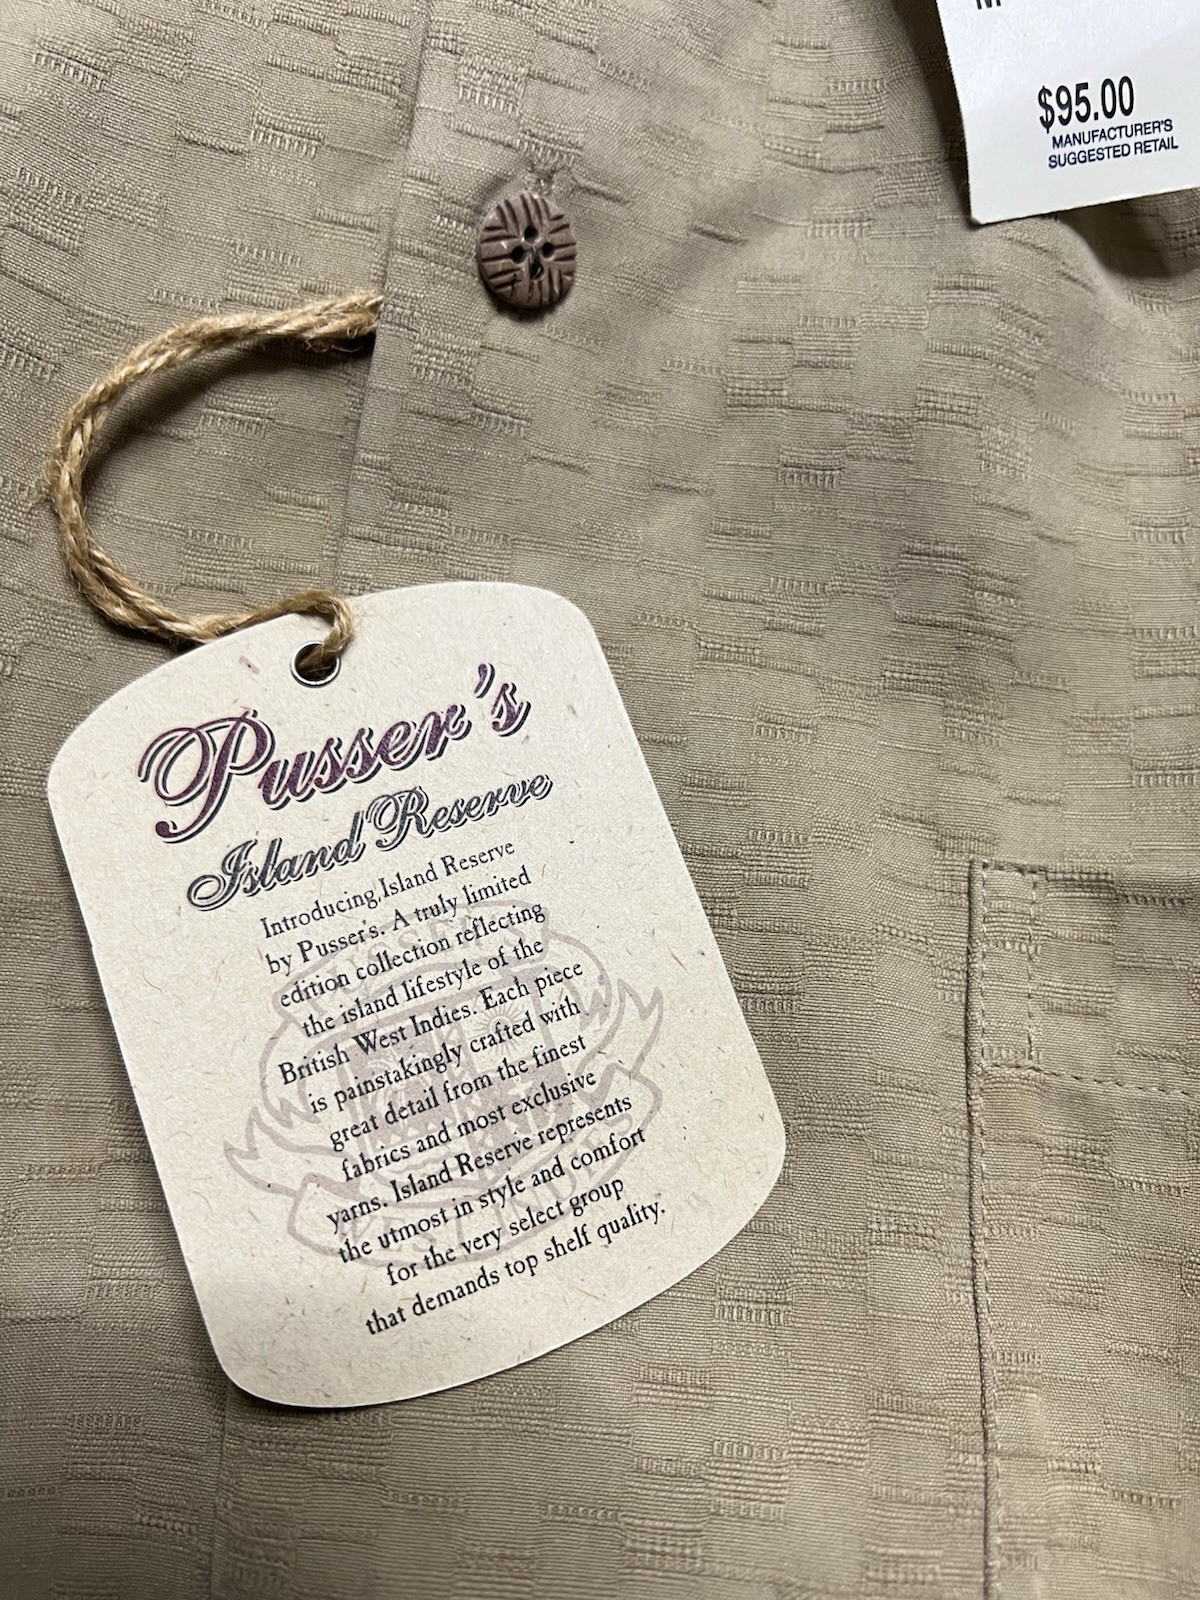 $95.00
MANUFACTURER'S
SUGGESTED RETAIL
Pusser's
Island Reserve
Introducing Island Reserve
by Pusser's. A truly limited
edition collection reflecting
the island lifestyle of the
British West Indies. Each piece
is painstakingly crafted with
great detail from the finest
fabrics and most exclusive
yarns. Island Reserve represents
the utmost in style and comfort
for the very select group
that demands top shelf quality.